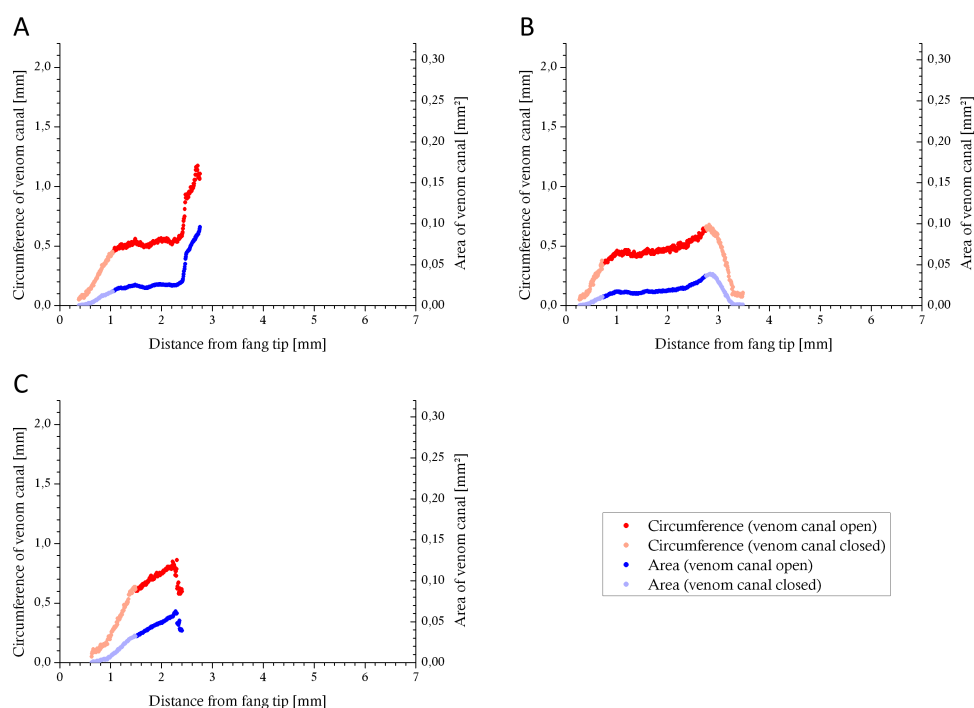 A
Circumference of venom canal [mm]
2,0
1,5
1,0
0,5
0,0
0,30
0,25
0,20
0,15
0,10
0,05
0,00
Area of venom canal [mm²]
0 1 2 3 4 5 6 7
Distance from fang tip [mm]
B
Circumference of venom canal [mm]
2,0
1,5
1,0
0,5
0,0
0,30
0,25
0,20
0,15
0,10
0,05
0,00
Area of venom canal [mm²]
0 1 2 3 4 5 6 7
Distance from fang tip [mm]
C
Circumference of venom canal [mm]
2,0
1,5
1,0
0,5
0,0
0,30
0,25
0,20
0,15
0,10
0,05
0,00
Area of venom canal [mm²]
0 1 2 3 4 5 6 7
Distance from fang tip [mm]
Circumference (venom canal open)
Circumference (venom canal closed)
Area (venom canal open)
Area (venom canal closed)